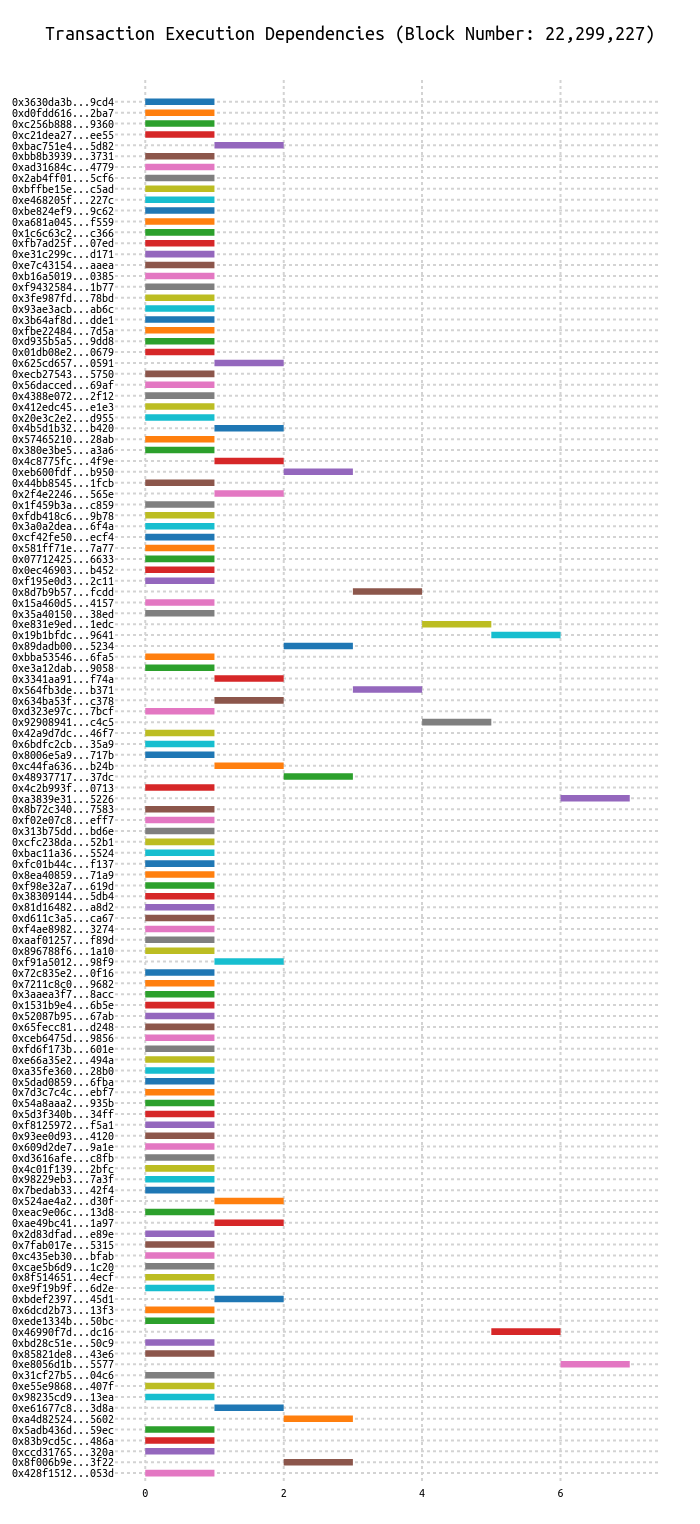 Transaction Execution Dependencies (Block Number: 22,299,227)
0x3630da3b...9cd4
0xd0fdd616...2ba7
0xc256b888...9360
0xc21dea27...ee55
0xbac751e4...5d82
0xbb8b3939...3731
0xad31684c...4779
0x2ab4ff01...5cf6
0xbffbe15e...c5ad
0xe468205f...227c
0xbe824ef9...9c62
0xa681a045...f559
0x1c6c63c2...c366
0xfb7ad25f...07ed
0xe31c299c...d171
0xe7c43154...aaea
0xb16a5019...0385
0xf9432584...1b77
0x3fe987fd...78bd
0x93ae3acb...ab6c
0x3b64af8d...dde1
0xfbe22484...7d5a
0xd935b5a5...9dd8
0x01db08e2...0679
0x625cd657...0591
0xecb27543...5750
0x56dacced...69af
0x4388e072...2f12
0x412edc45...e1e3
0x20e3c2e2...d955
0x4b5d1b32...b420
0x57465210...28ab
0x380e3be5...a3a6
0x4c8775fc...4f9e
0xeb600fdf...b950
0x44bb8545...1fcb
0x2f4e2246...565e
0x1f459b3a...c859
0xfdb418c6...9b78
0x3a0a2dea...6f4a
0xcf42fe50...ecf4
0x581ff71e...7a77
0x07712425...6633
0x0ec46903...b452
0xf195e0d3...2c11
0x8d7b9b57...fcdd
0x15a460d5...4157
0x35a40150...38ed
0xe831e9ed...1edc
0x19b1bfdc...9641
0x89dadb00...5234
0xbba53546...6fa5
0xe3a12dab...9058
0x3341aa91...f74a
0x564fb3de...b371
0x634ba53f...c378
0xd323e97c...7bcf
0x92908941...c4c5
0x42a9d7dc...46f7
0x6bdfc2cb...35a9
0x8006e5a9...717b
0xc44fa636...b24b
0x48937717...37dc
0x4c2b993f...0713
0xa3839e31...5226
0x8b72c340...7583
0xf02e07c8...eff7
0x313b75dd...bd6e
0xcfc238da...52b1
0xbac11a36...5524
0xfc01b44c...f137
0x8ea40859...71a9
0xf98e32a7...619d
0x38309144...5db4
0x81d16482...a8d2
0xd611c3a5...ca67
0xf4ae8982...3274
0xaaf01257...f89d
0x896788f6...1a10
0xf91a5012...98f9
0x72c835e2...0f16
0x7211c8c0...9682
0x3aaea3f7...8acc
0x1531b9e4...6b5e
0x52087b95...67ab
0x65fecc81...d248
0xceb6475d...9856
0xfd6f173b...601e
0xe66a35e2...494a
0xa35fe360...28b0
0x5dad0859...6fba
0x7d3c7c4c...ebf7
0x54a8aaa2...935b
0x5d3f340b...34ff
0xf8125972...f5a1
0x93ee0d93...4120
0x609d2de7...9a1e
0xd3616afe...c8fb
0x4c01f139...2bfc
0x98229eb3...7a3f
0x7bedab33...42f4
0x524ae4a2...d30f
0xeac9e06c...13d8
0xae49bc41...1a97
0x2d83dfad...e89e
0x7fab017e...5315
0xc435eb30...bfab
0xcae5b6d9...1c20
0x8f514651...4ecf
0xe9f19b9f...6d2e
0xbdef2397...45d1
0x6dcd2b73...13f3
0xede1334b...50bc
0x46990f7d...dc16
0xbd28c51e...50c9
0x85821de8...43e6
0xe8056d1b...5577
0x31cf27b5...04c6
0xe55e9868...407f
0x98235cd9...13ea
0xe61677c8...3d8a
0xa4d82524...5602
0x5adb436d...59ec
0x83b9cd5c...486a
0xccd31765...320a
0x8f006b9e...3f22
0x428f1512...053d
0 2 4 6